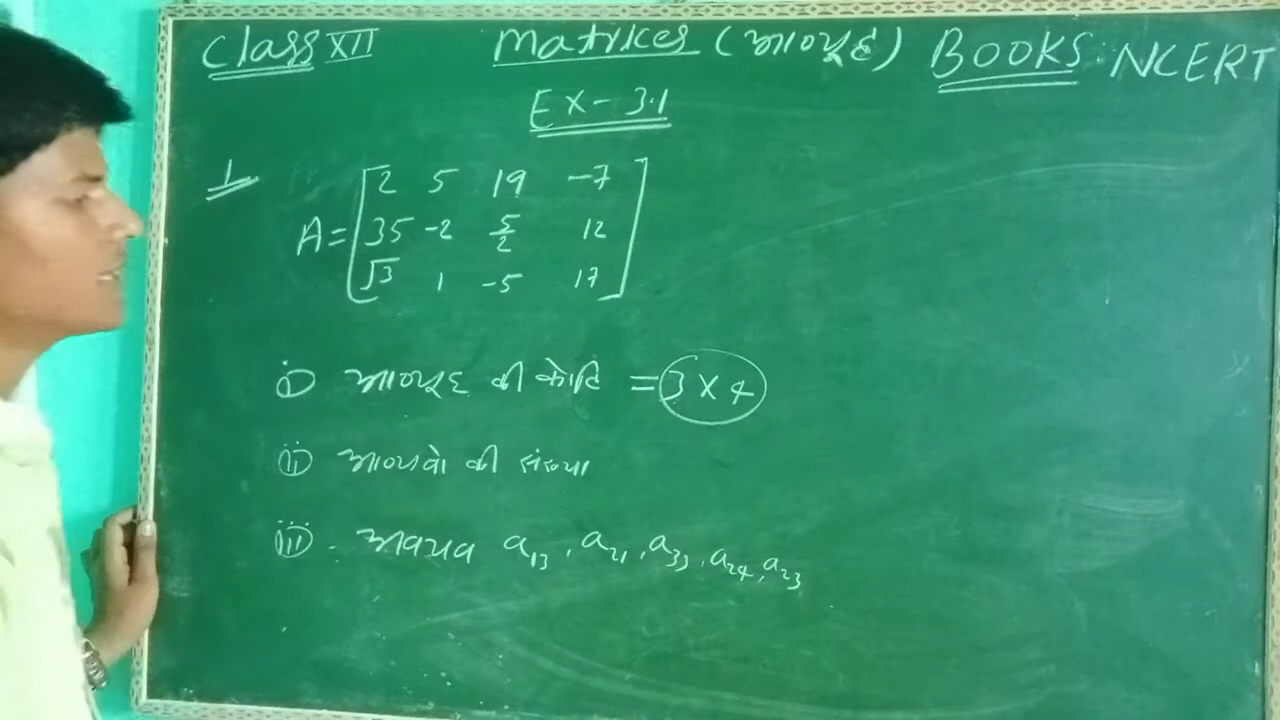 Class XII Matrices (आव्यूह) BOOKS: NCERT
Ex-3.1
1
A = [2 5 19 -7
35 -2 5/2 12
√3 1 -5 17]
(i) आव्यूह की कोटि = 3×4
(ii) अवयवों की संख्या
(iii) अवयव a₁₃, a₂₁, a₃₃, a₂₄, a₂₃